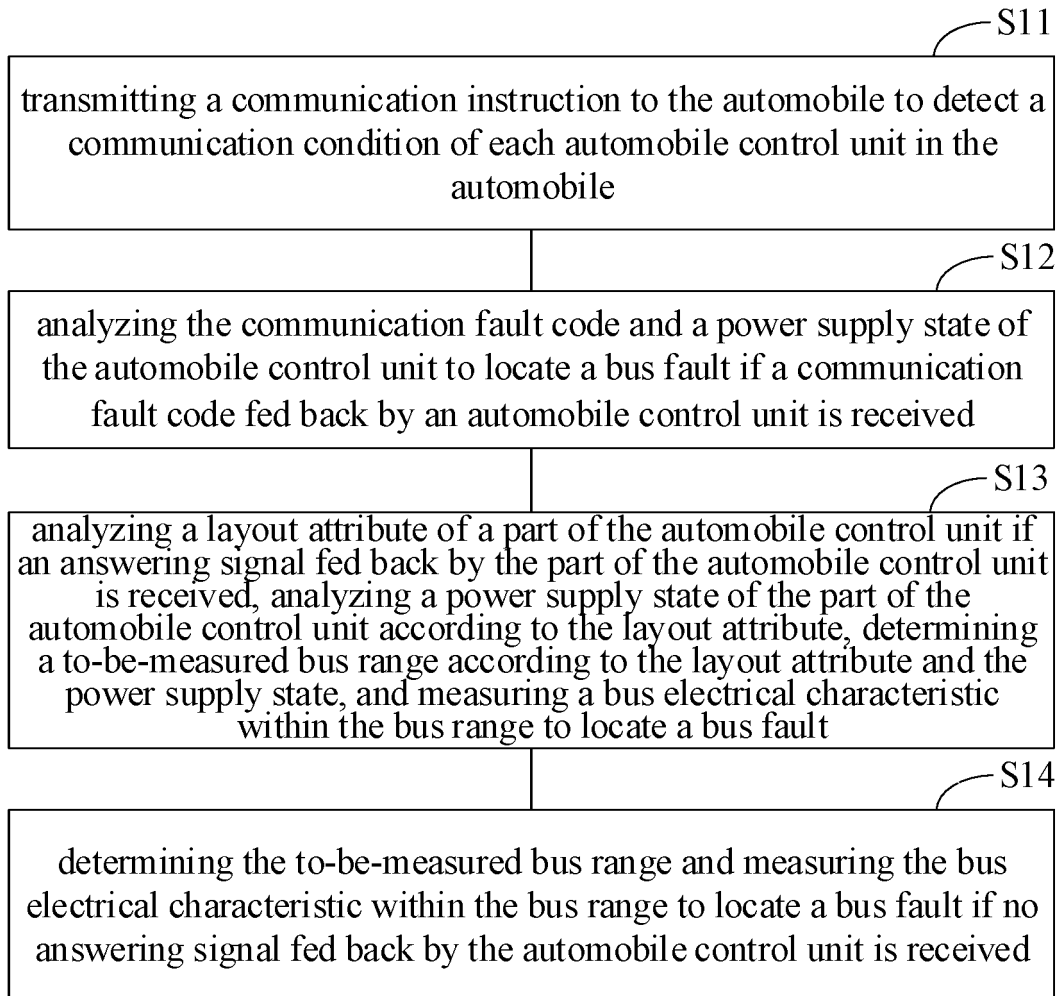 S11
transmitting a communication instruction to the automobile to detect a
communication condition of each automobile control unit in the
automobile
S12
analyzing the communication fault code and a power supply state of
the automobile control unit to locate a bus fault if a communication
fault code fed back by an automobile control unit is received
S13
analyzing a layout attribute of a part of the automobile control unit if
an answering signal fed back by the part of the automobile control unit
is received, analyzing a power supply state of the part of the
automobile control unit according to the layout attribute, determining
a to-be-measured bus range according to the layout attribute and the
power supply state, and measuring a bus electrical characteristic
within the bus range to locate a bus fault
S14
determining the to-be-measured bus range and measuring the bus
electrical characteristic within the bus range to locate a bus fault if no
answering signal fed back by the automobile control unit is received